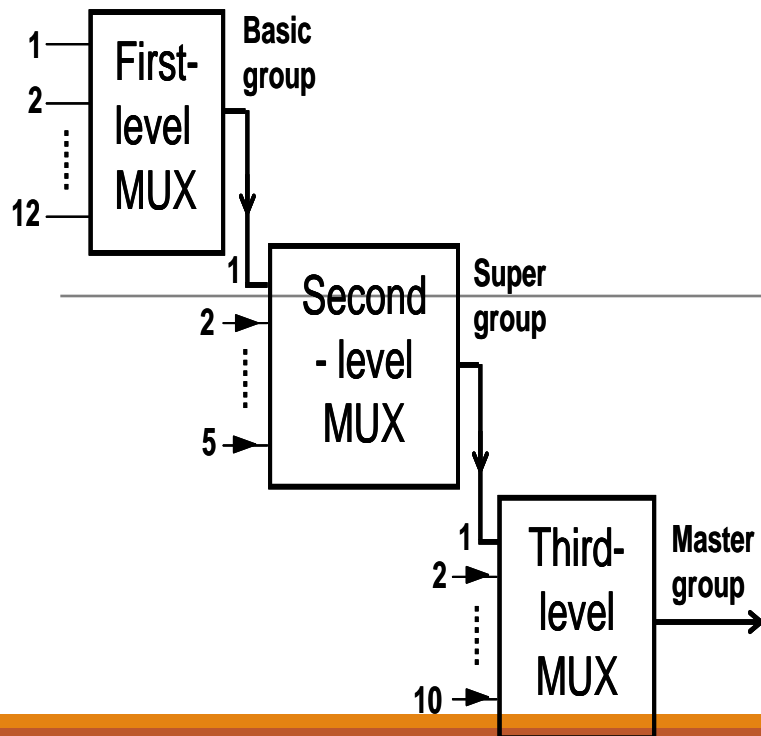 1
2
12
First-
level
MUX
Basic
group
1
2
5
Second
- level
MUX
Super
group
1
2
10
Third-
level
MUX
Master
group